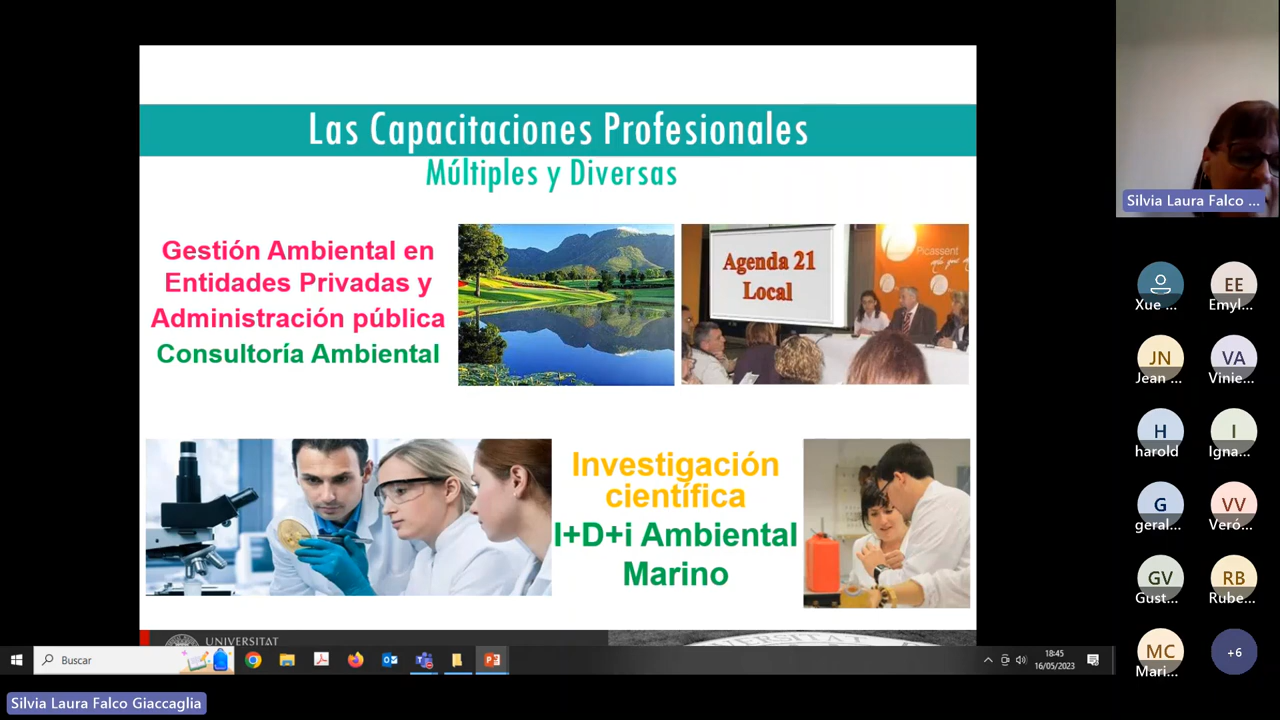 Las Capacitaciones Profesionales
Múltiples y Diversas
Gestión Ambiental en
Entidades Privadas y
Administración pública
Consultoría Ambiental
Agenda 21
Local
Picassent
Investigación
científica
I+D+i Ambiental
Marino
UNIVERSITAT
Buscar
18:45
16/05/2023
Silvia Laura Falco Giaccaglia
Silvia Laura Falco ...
Xue ...
EE
Emyl...
JN
Jean ...
VA
Vinie...
H
harold
I
Igna...
G
geral...
VV
Veró...
GV
Gust...
RB
Rube...
MC
Mari...
+6